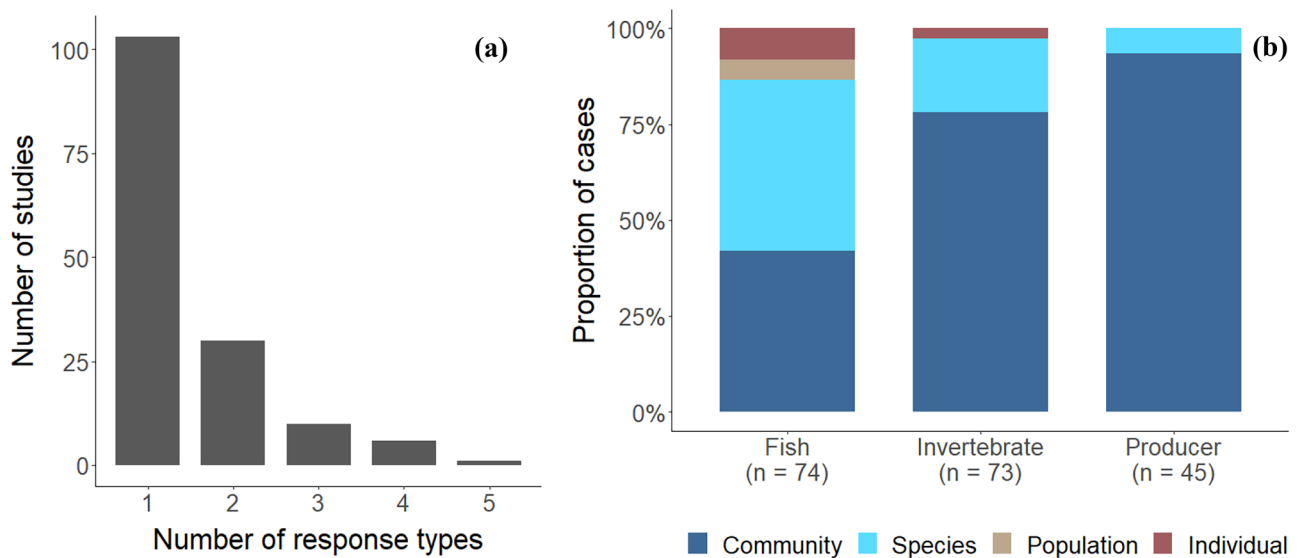 (a)
Number of studies
100
75
50
25
0
1 2 3 4 5
Number of response types
(b)
Proportion of cases
100%
75%
50%
25%
0%
Fish Invertebrate Producer
(n = 74) (n = 73) (n = 45)
Community Species Population Individual